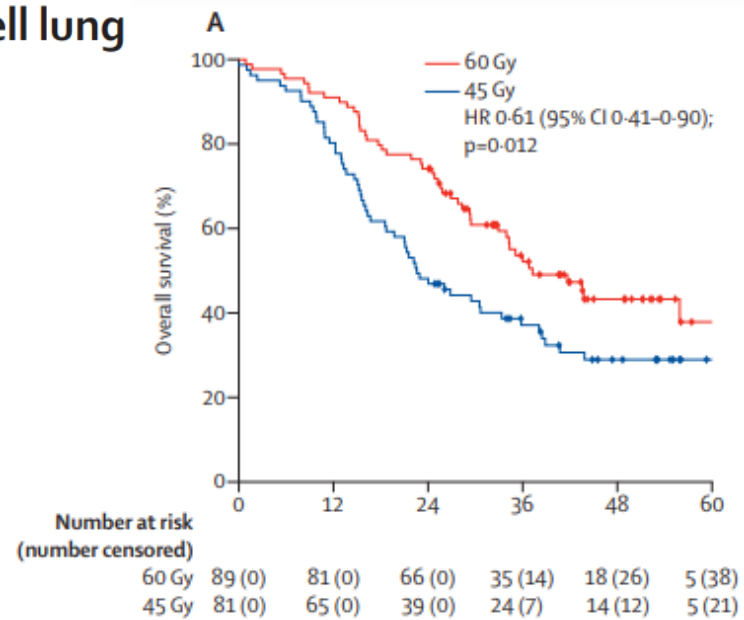 ell lung
A
100
80
60
40
20
0
Overall survival (%)
60 Gy
45 Gy
HR 0·61 (95% CI 0·41–0·90);
p=0·012
0 12 24 36 48 60
Number at risk
(number censored)
60 Gy 89 (0) 81 (0) 66 (0) 35 (14) 18 (26) 5 (38)
45 Gy 81 (0) 65 (0) 39 (0) 24 (7) 14 (12) 5 (21)